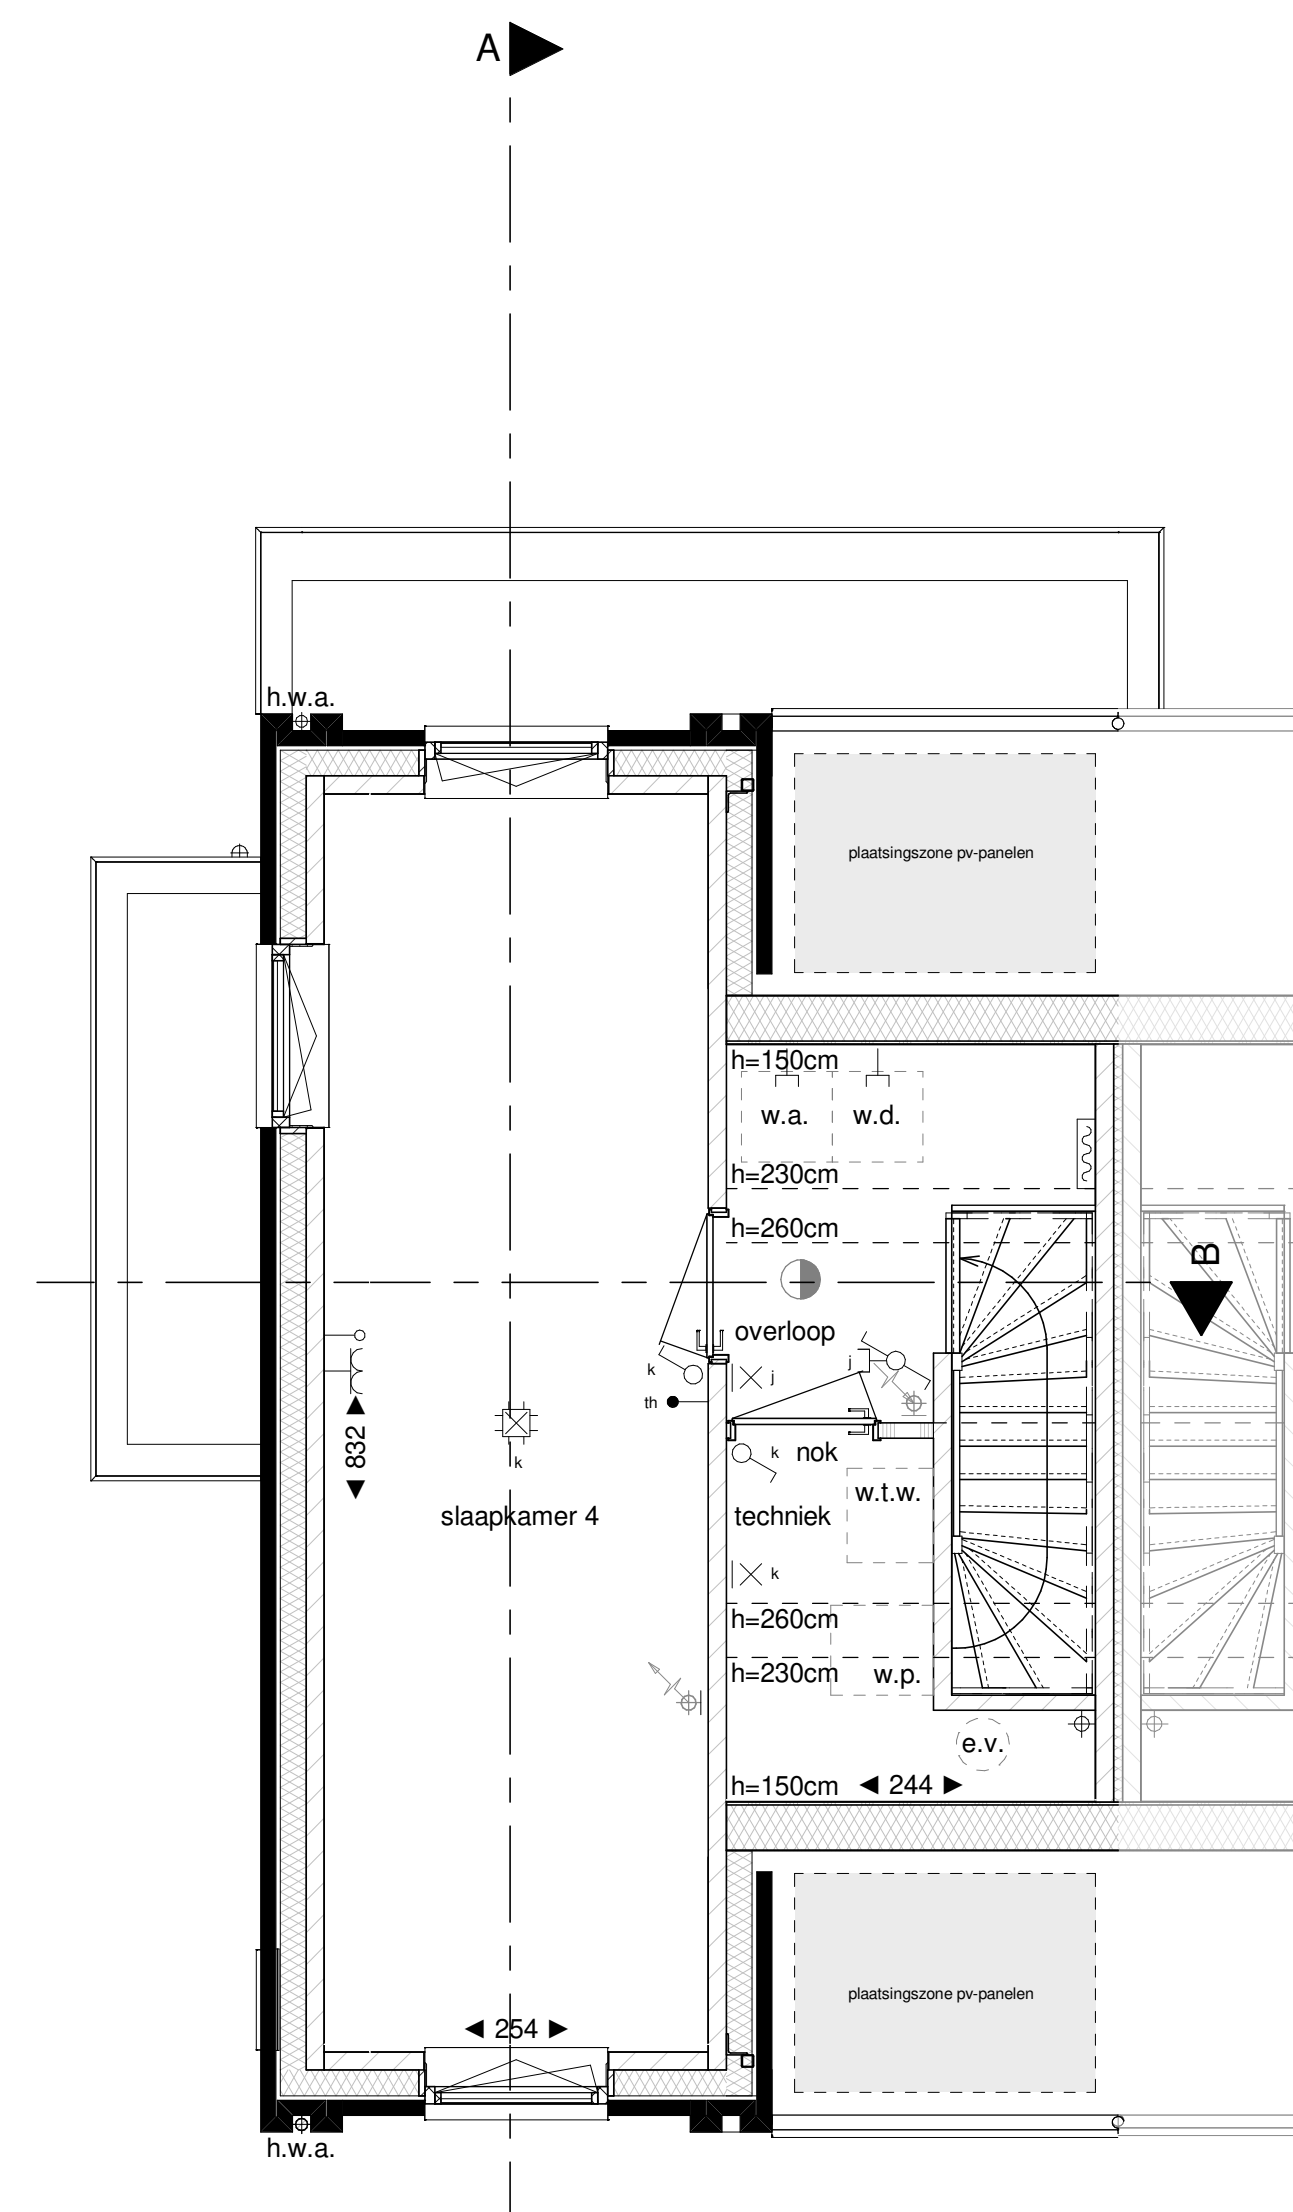 A
h.w.a.
plaatsingszone pv-panelen
h=150cm
w.a.
w.d.
h=230cm
h=260cm
B
overloop
k
j
j
th
832
k
k
nok
w.t.w.
slaapkamer 4
techniek
k
h=260cm
h=230cm
w.p.
e.v.
h=150cm
244
plaatsingszone pv-panelen
254
h.w.a.